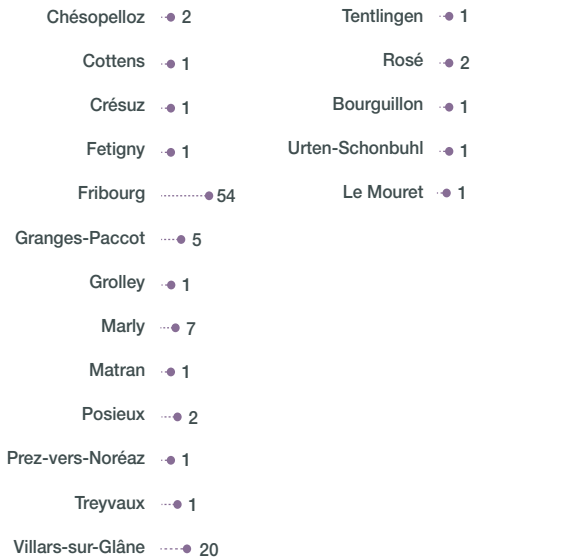 Chésopelloz 2
Cottens 1
Crésuz 1
Fetigny 1
Fribourg 54
Granges-Paccot 5
Grolley 1
Marly 7
Matran 1
Posieux 2
Prez-vers-Noréaz 1
Treyvaux 1
Villars-sur-Glâne 20
Tentlingen 1
Rosé 2
Bourguillon 1
Urten-Schonbuhl 1
Le Mouret 1